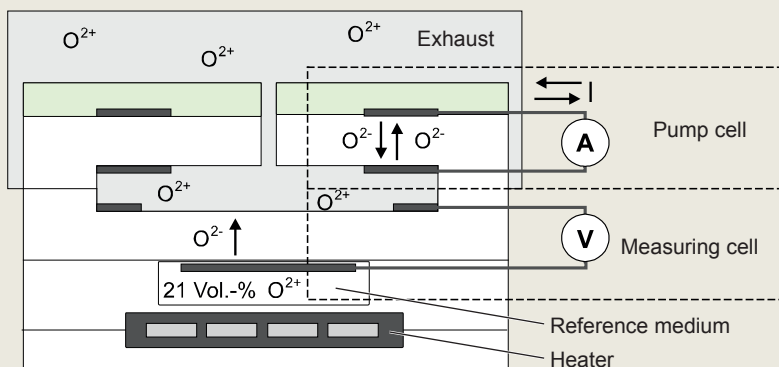 O²⁺
O²⁺
O²⁺
Exhaust
I
O²⁻
O²⁻
A
Pump cell
O²⁺
O²⁺
O²⁻
V
Measuring cell
21 Vol.-% O²⁺
Reference medium
Heater